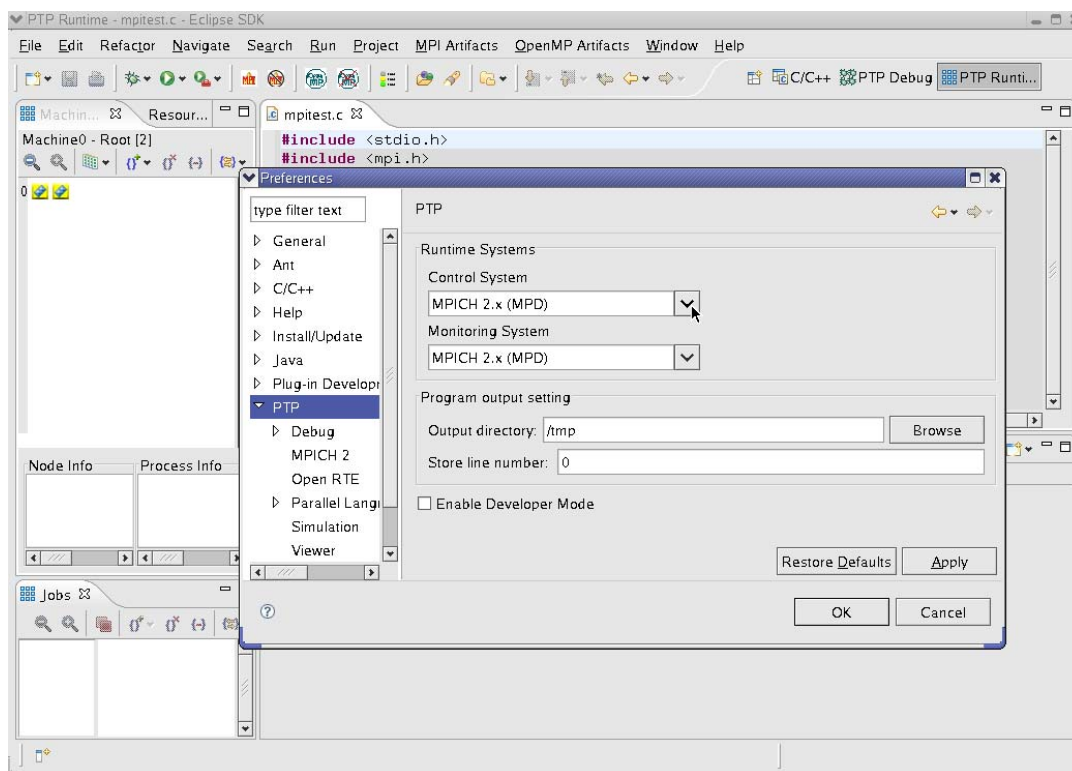 PTP Runtime - mpitest.c - Eclipse SDK
File Edit Refactor Navigate Search Run Project MPI Artifacts OpenMP Artifacts Window Help
C/C++ PTP Debug PTP Runti...
Machin... Resour...
mpitest.c
Machine0 - Root [2]
#include <stdio.h>
#include <mpi.h>
0
Preferences
type filter text
PTP
General
Ant
C/C++
Help
Install/Update
Java
Plug-in Develop
PTP
Debug
MPICH 2
Open RTE
Parallel Lang
Simulation
Viewer
Runtime Systems
Control System
MPICH 2.x (MPD)
Monitoring System
MPICH 2.x (MPD)
Program output setting
Output directory: /tmp Browse
Store line number: 0
Enable Developer Mode
Restore Defaults Apply
OK Cancel
Node Info Process Info
Jobs